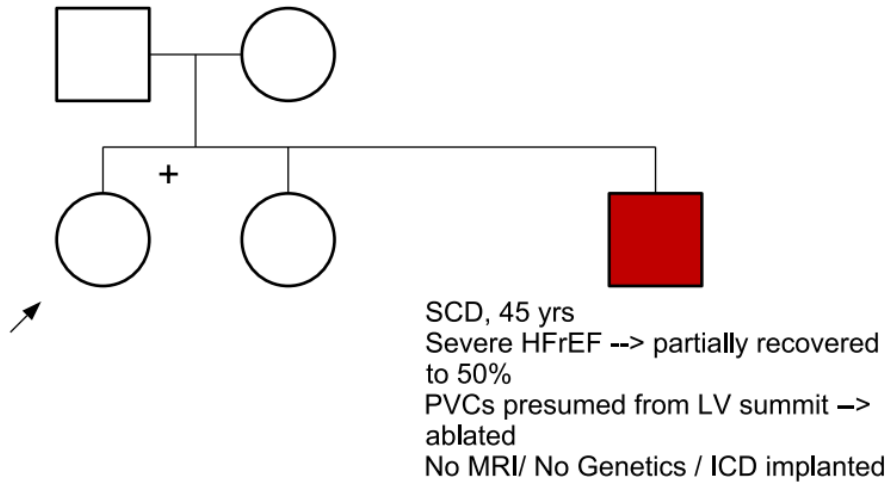 +
SCD, 45 yrs
Severe HFrEF --> partially recovered
to 50%
PVCs presumed from LV summit –>
ablated
No MRI/ No Genetics / ICD implanted